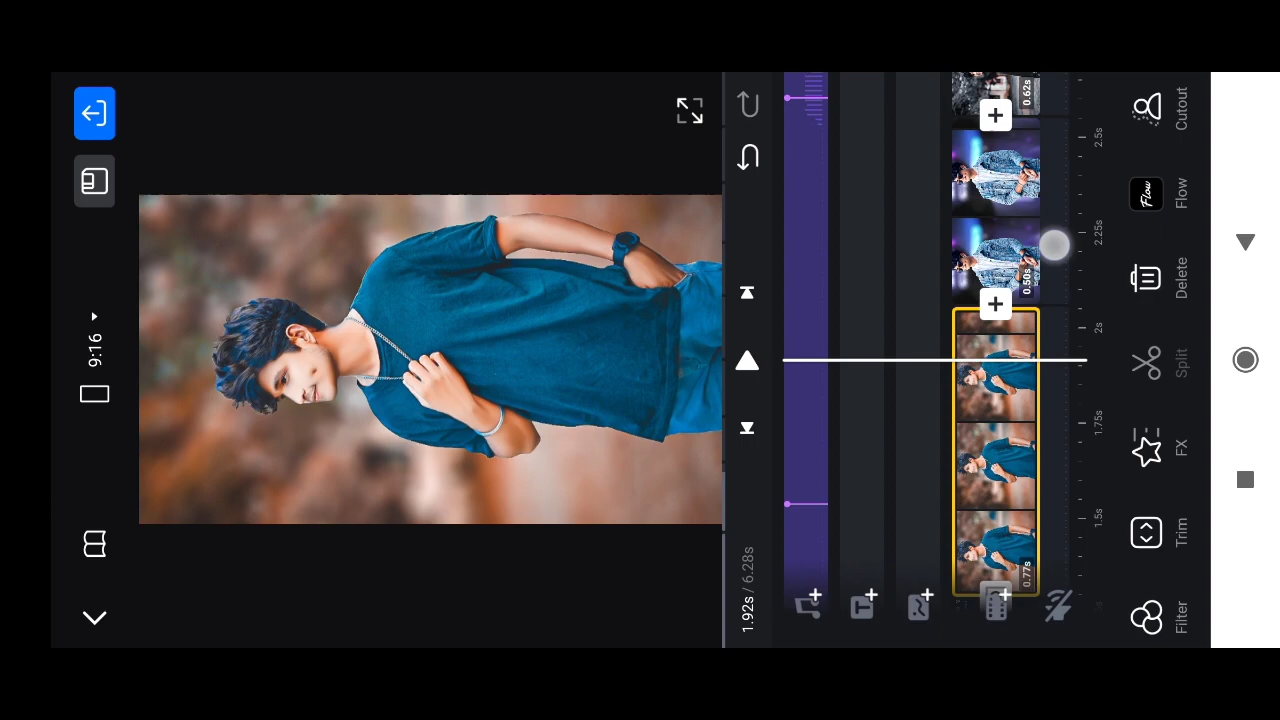 9:16
1.92s / 6.28s
0.77s
0.50s
0.62s
1.5s
1.75s
2s
2.25s
2.5s
Filter
Trim
FX
Split
Delete
Flow
Flow
Cutout